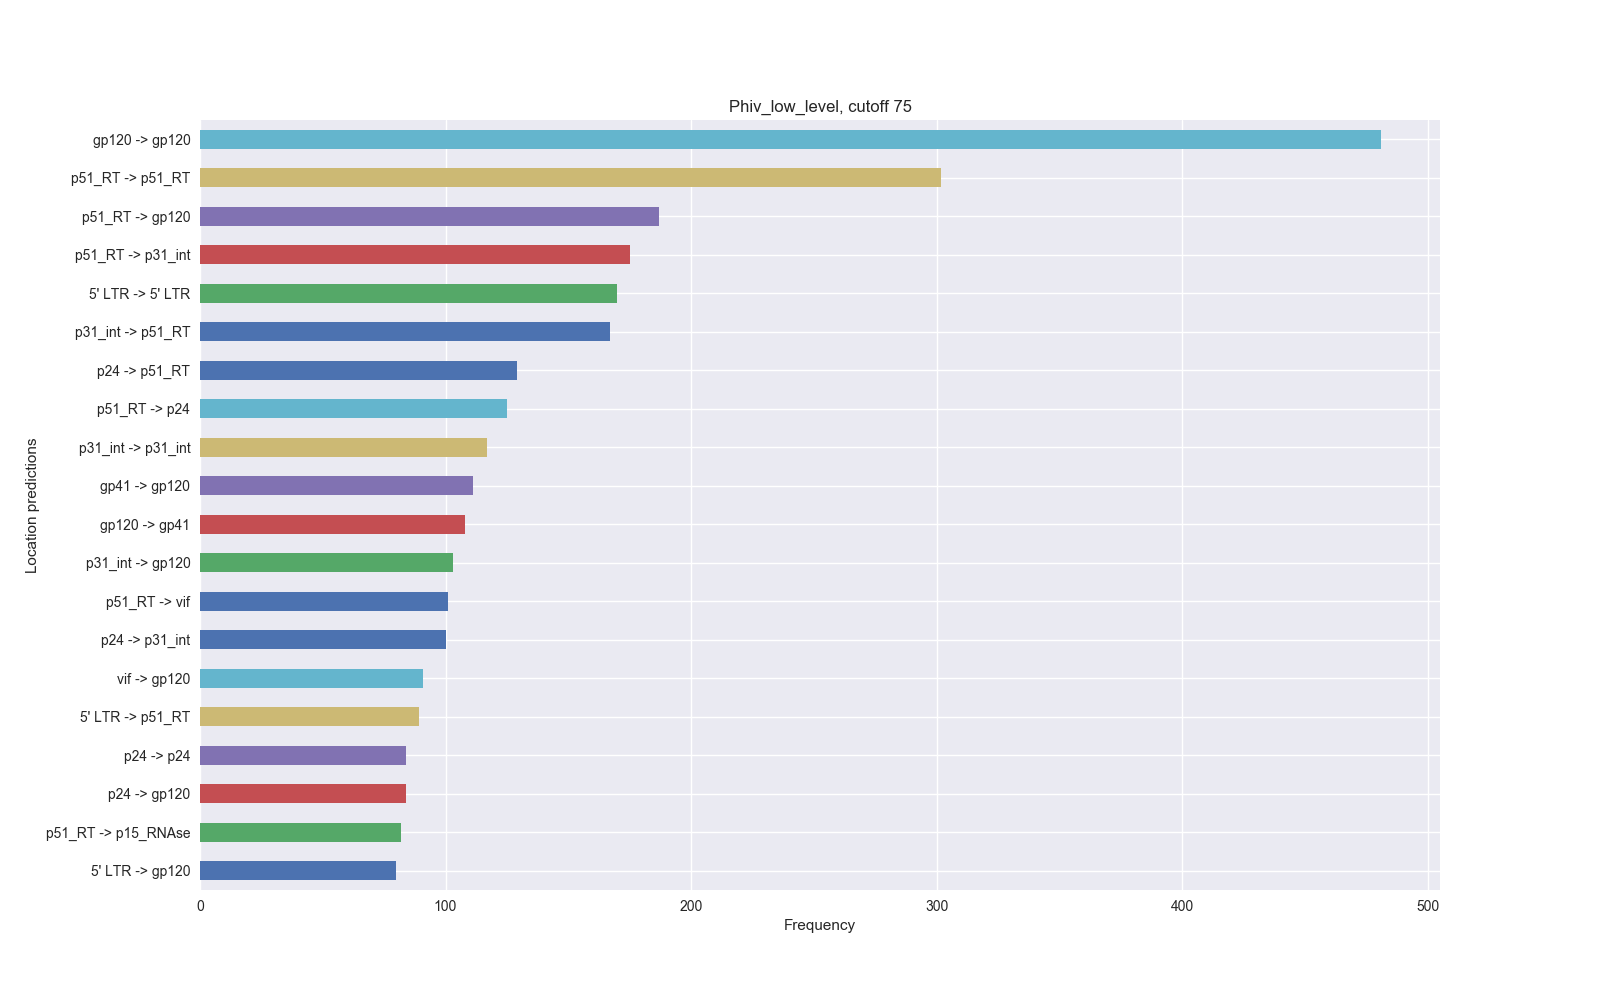 Phiv_low_level, cutoff 75
gp120 -> gp120
p51_RT -> p51_RT
p51_RT -> gp120
p51_RT -> p31_int
5' LTR -> 5' LTR
p31_int -> p51_RT
p24 -> p51_RT
p51_RT -> p24
p31_int -> p31_int
gp41 -> gp120
gp120 -> gp41
p31_int -> gp120
p51_RT -> vif
p24 -> p31_int
vif -> gp120
5' LTR -> p51_RT
p24 -> p24
p24 -> gp120
p51_RT -> p15_RNAse
5' LTR -> gp120
Location predictions
0 100 200 300 400 500
Frequency